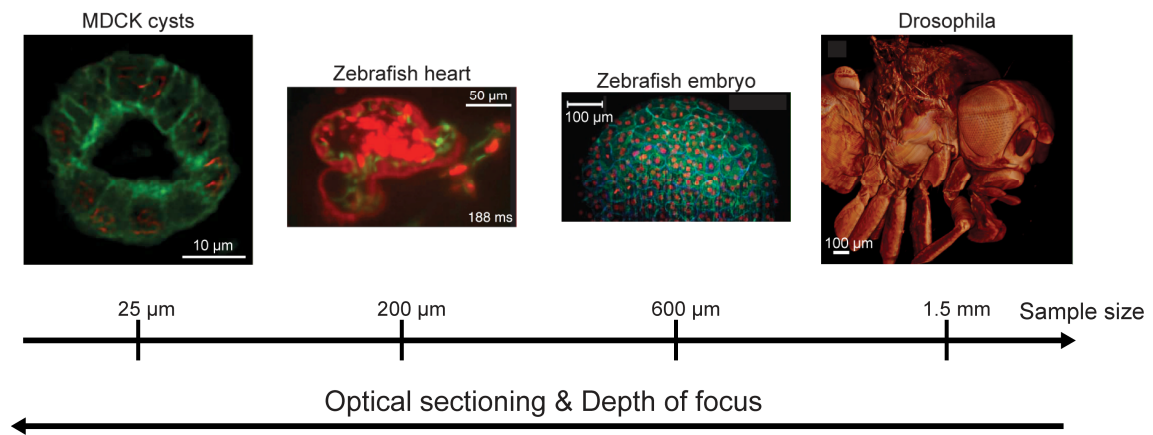 MDCK cysts
10 µm
Zebrafish heart
50 µm
188 ms
Zebrafish embryo
100 µm
Drosophila
100 µm
25 µm
200 µm
600 µm
1.5 mm
Sample size
Optical sectioning & Depth of focus